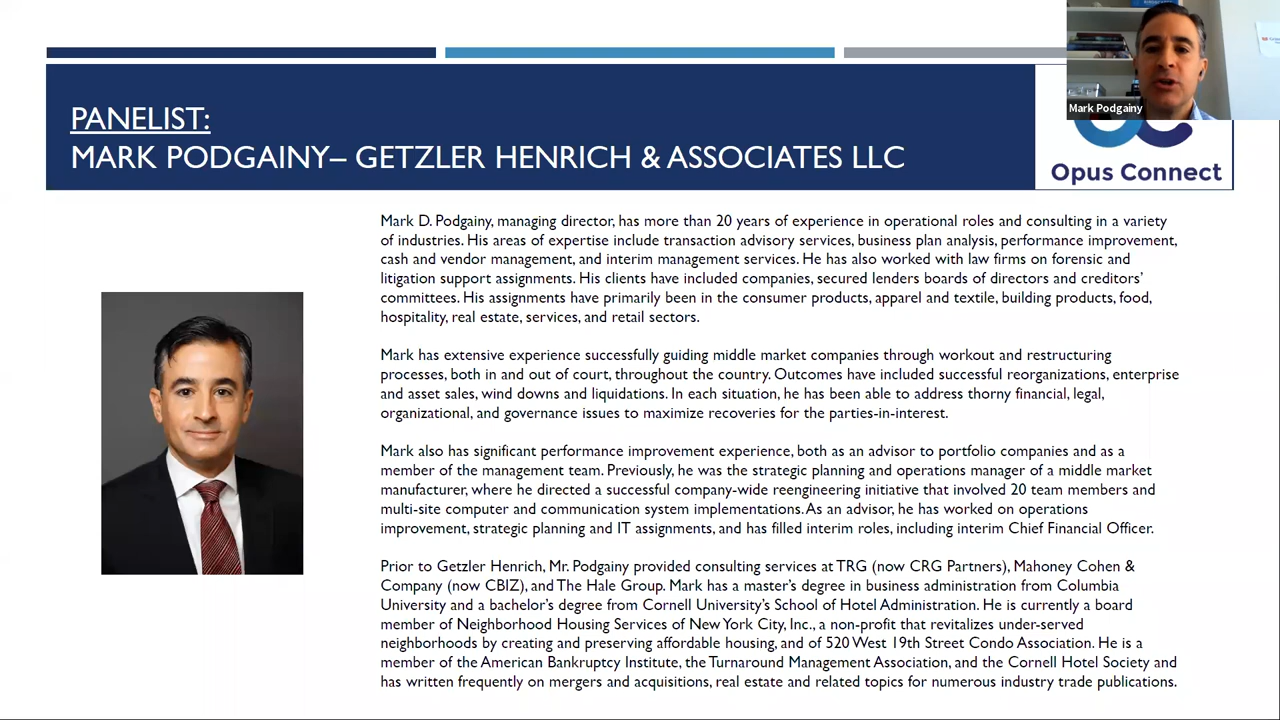 PANELIST:
MARK PODGAINY– GETZLER HENRICH & ASSOCIATES LLC
Mark Podgainy
Opus Connect
Mark D. Podgainy, managing director, has more than 20 years of experience in operational roles and consulting in a variety
of industries. His areas of expertise include transaction advisory services, business plan analysis, performance improvement,
cash and vendor management, and interim management services. He has also worked with law firms on forensic and
litigation support assignments. His clients have included companies, secured lenders boards of directors and creditors’
committees. His assignments have primarily been in the consumer products, apparel and textile, building products, food,
hospitality, real estate, services, and retail sectors.
Mark has extensive experience successfully guiding middle market companies through workout and restructuring
processes, both in and out of court, throughout the country. Outcomes have included successful reorganizations, enterprise
and asset sales, wind downs and liquidations. In each situation, he has been able to address thorny financial, legal,
organizational, and governance issues to maximize recoveries for the parties-in-interest.
Mark also has significant performance improvement experience, both as an advisor to portfolio companies and as a
member of the management team. Previously, he was the strategic planning and operations manager of a middle market
manufacturer, where he directed a successful company-wide reengineering initiative that involved 20 team members and
multi-site computer and communication system implementations. As an advisor, he has worked on operations
improvement, strategic planning and IT assignments, and has filled interim roles, including interim Chief Financial Officer.
Prior to Getzler Henrich, Mr. Podgainy provided consulting services at TRG (now CRG Partners), Mahoney Cohen &
Company (now CBIZ), and The Hale Group. Mark has a master’s degree in business administration from Columbia
University and a bachelor’s degree from Cornell University’s School of Hotel Administration. He is currently a board
member of Neighborhood Housing Services of New York City, Inc., a non-profit that revitalizes under-served
neighborhoods by creating and preserving affordable housing, and of 520 West 19th Street Condo Association. He is a
member of the American Bankruptcy Institute, the Turnaround Management Association, and the Cornell Hotel Society and
has written frequently on mergers and acquisitions, real estate and related topics for numerous industry trade publications.